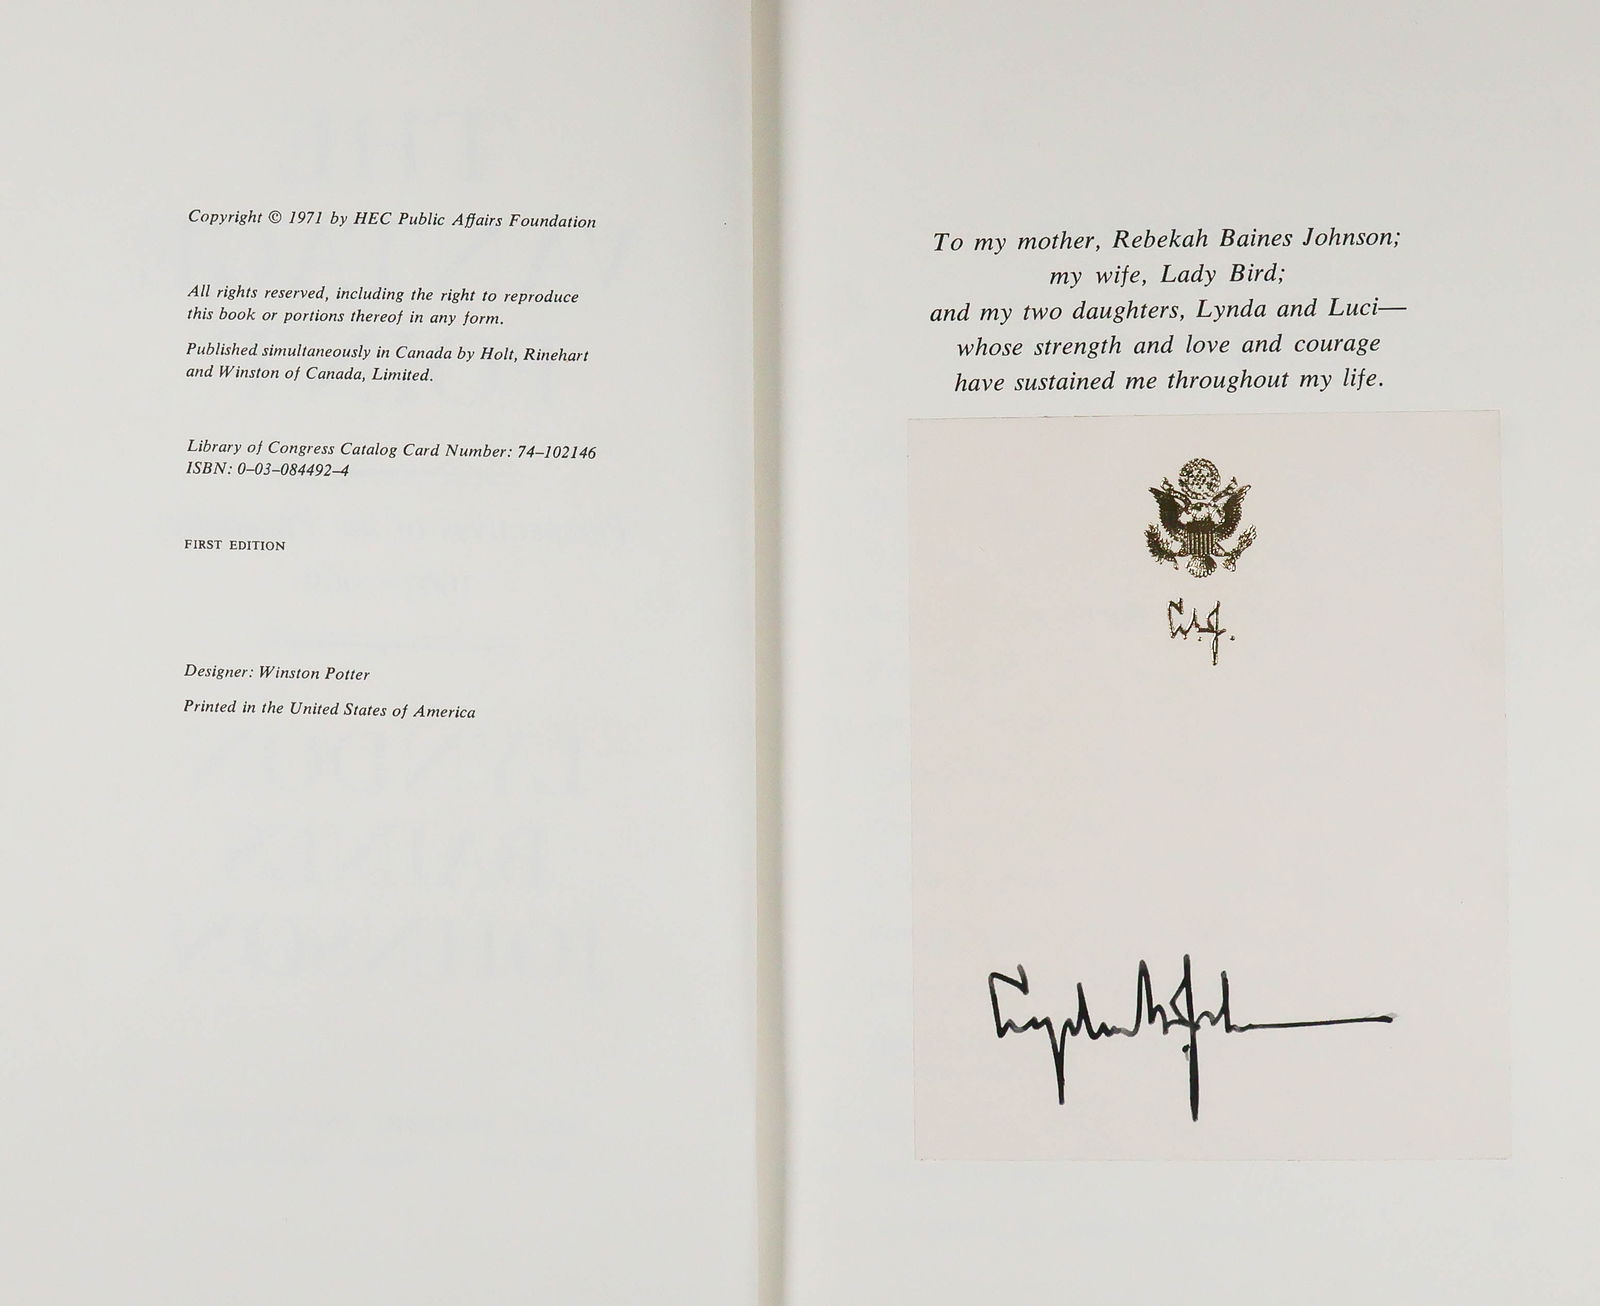 Copyright © 1971 by HEC Public Affairs Foundation
All rights reserved, including the right to reproduce
this book or portions thereof in any form.
Published simultaneously in Canada by Holt, Rinehart
and Winston of Canada, Limited.
Library of Congress Catalog Card Number: 74–102146
ISBN: 0–03–084492–4
FIRST EDITION
Designer: Winston Potter
Printed in the United States of America
To my mother, Rebekah Baines Johnson;
my wife, Lady Bird;
and my two daughters, Lynda and Luci—
whose strength and love and courage
have sustained me throughout my life.